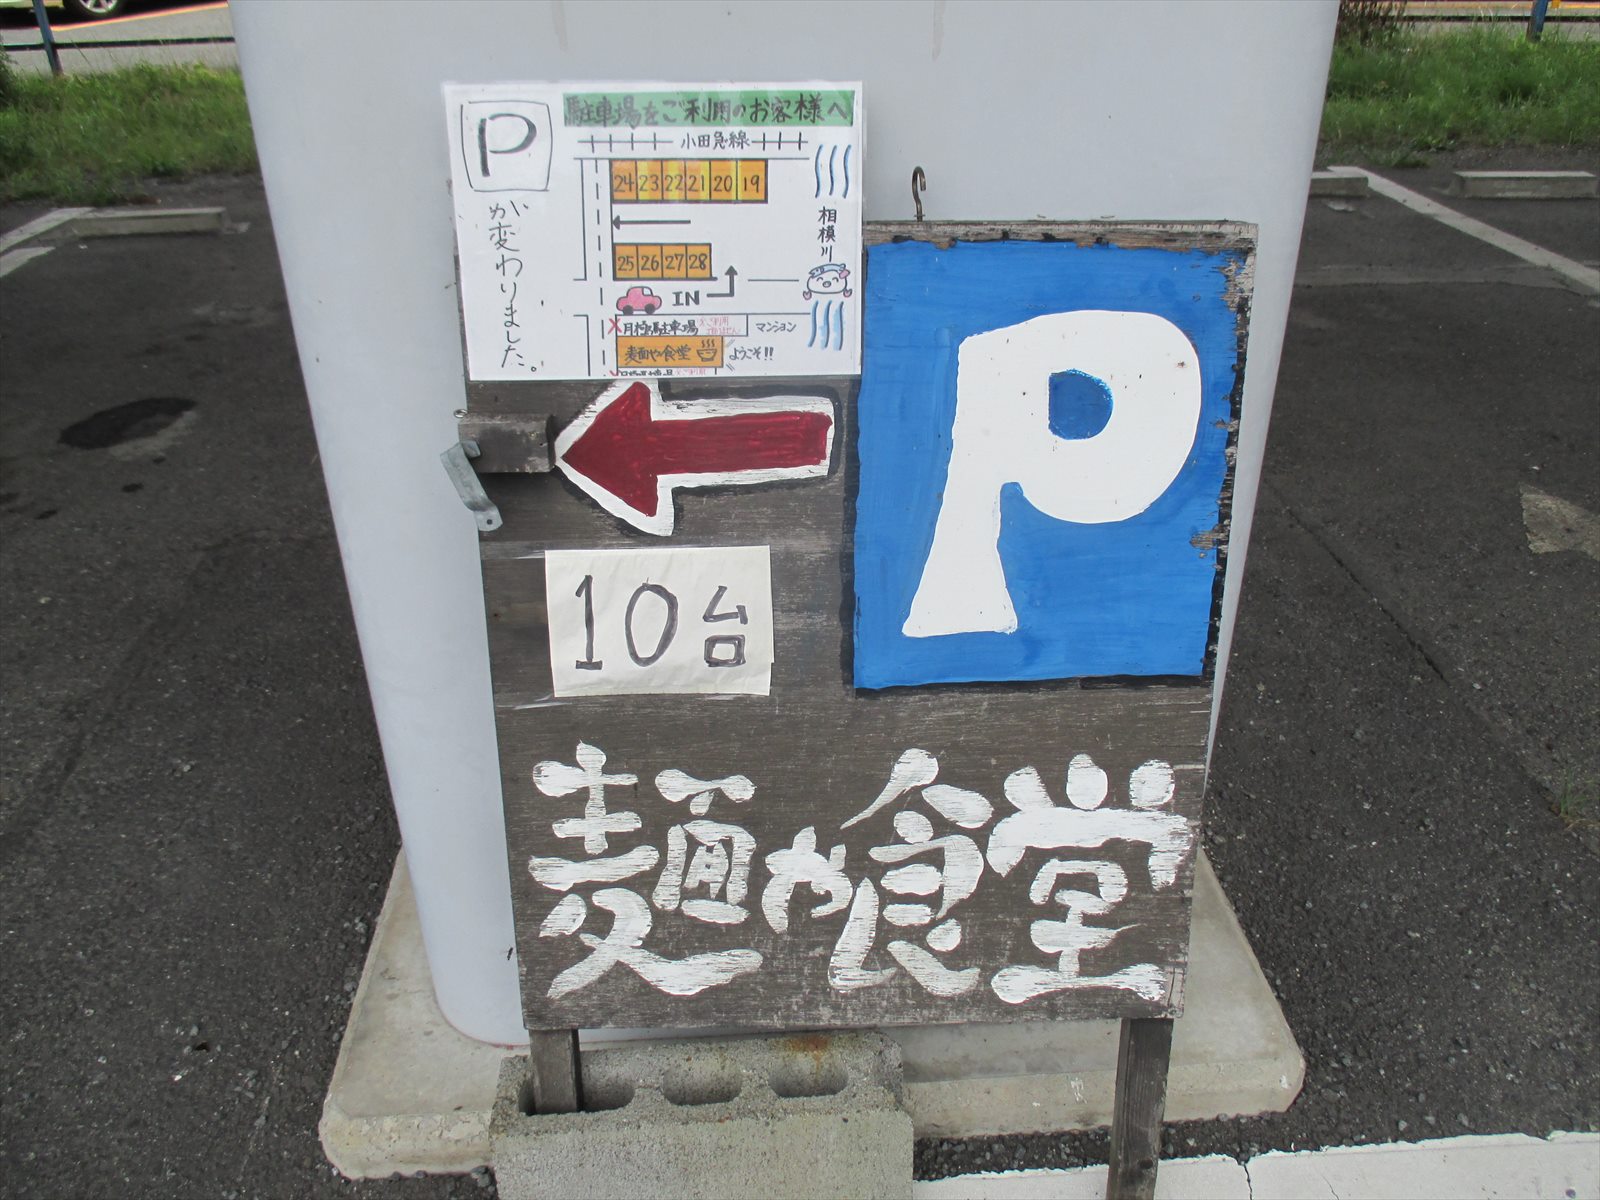 P
が変わりました。
駐車場をご利用のお客様へ
小田急線
24 23 22 21 20 19
相模川
25 26 27 28
IN
×月極駐車場
マンション
麺や食堂
ようこそ!!
P
10台
麺や食堂